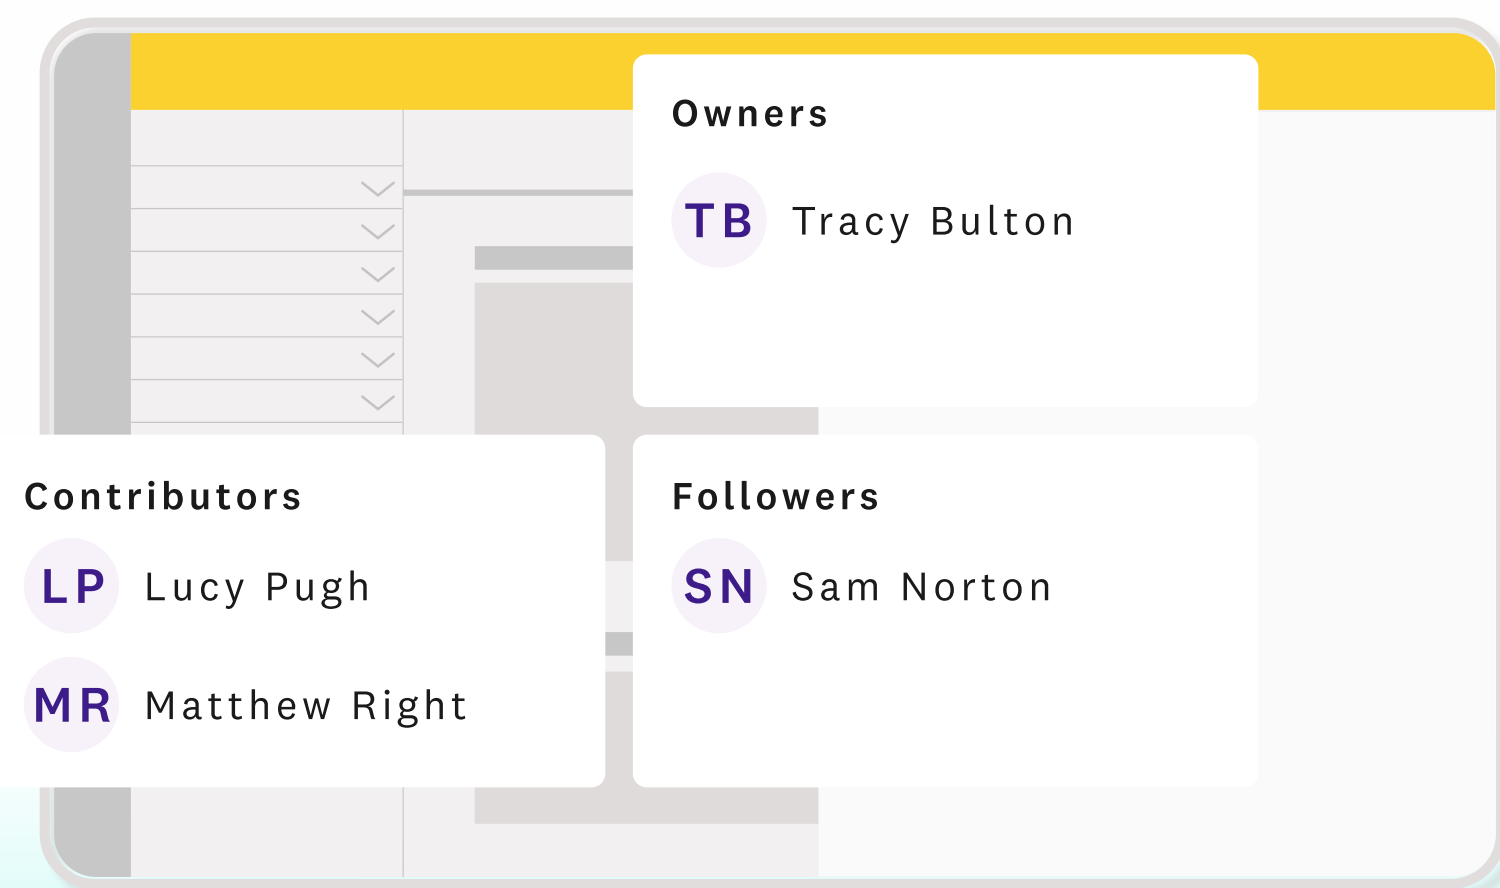 Owners
TB Tracy Bulton
Contributors
LP Lucy Pugh
MR Matthew Right
Followers
SN Sam Norton